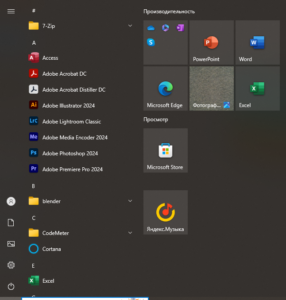 #
7-Zip
A
Access
Adobe Acrobat DC
Adobe Acrobat Distiller DC
Adobe Illustrator 2024
Adobe Lightroom Classic
Adobe Media Encoder 2024
Adobe Photoshop 2024
Adobe Premiere Pro 2024
B
blender
C
CodeMeter
Cortana
E
Excel
Производительность
PowerPoint
Word
Microsoft Edge
Фотограф...
Excel
Просмотр
Microsoft Store
Яндекс.Музыка